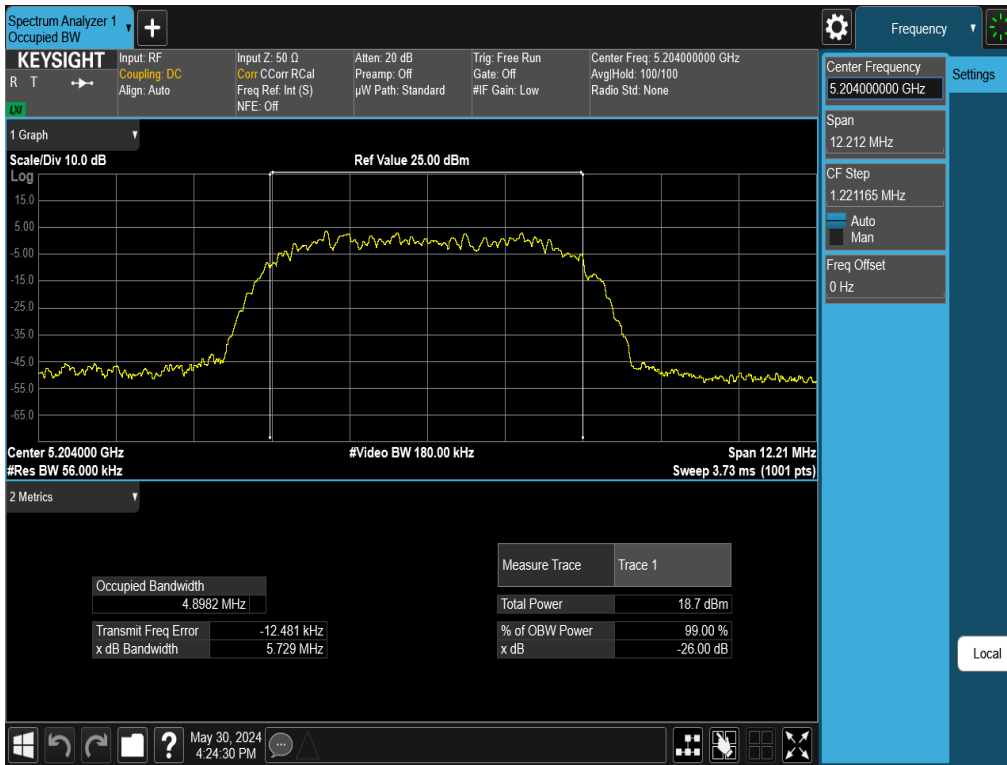 Spectrum Analyzer 1
Occupied BW
Frequency
KEYSIGHT
R T
LXI
Input: RF
Coupling: DC
Align: Auto
Input Z: 50 Ω
Corr CCorr RCal
Freq Ref: Int (S)
NFE: Off
Atten: 20 dB
Preamp: Off
µW Path: Standard
Trig: Free Run
Gate: Off
#IF Gain: Low
Center Freq: 5.204000000 GHz
Avg|Hold: 100/100
Radio Std: None
Center Frequency
5.204000000 GHz
Settings
Span
12.212 MHz
CF Step
1.221165 MHz
Auto
Man
Freq Offset
0 Hz
Local
1 Graph
Scale/Div 10.0 dB
Ref Value 25.00 dBm
Log
15.0
5.00
-5.00
-15.0
-25.0
-35.0
-45.0
-55.0
-65.0
Center 5.204000 GHz
#Video BW 180.00 kHz
Span 12.21 MHz
#Res BW 56.000 kHz
Sweep 3.73 ms (1001 pts)
2 Metrics
Measure Trace
Trace 1
Occupied Bandwidth
4.8982 MHz
Total Power
18.7 dBm
Transmit Freq Error
-12.481 kHz
% of OBW Power
99.00 %
x dB Bandwidth
5.729 MHz
x dB
-26.00 dB
?
May 30, 2024
4:24:30 PM